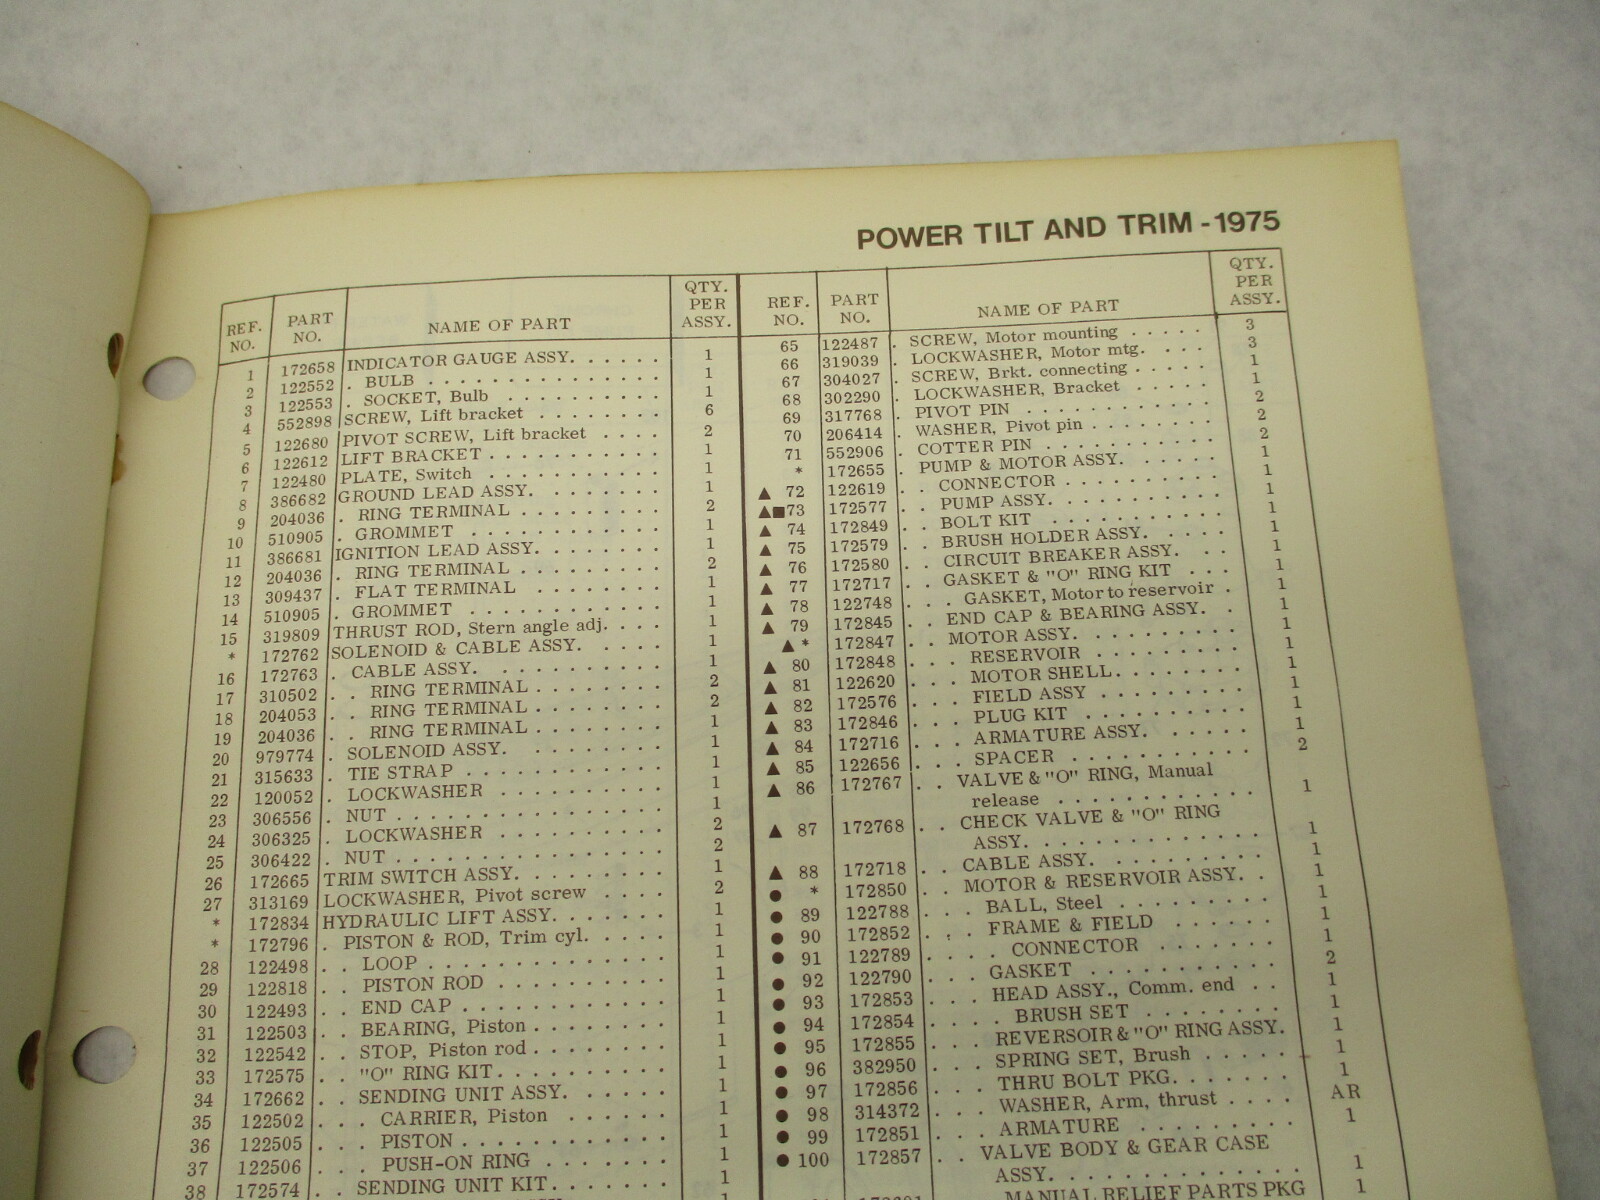 POWER TILT AND TRIM - 1975
REF. NO. PART NO. NAME OF PART QTY. PER ASSY.
1 172658 INDICATOR GAUGE ASSY. . . . . . 1
2 122552 . BULB . . . . . . . . . . . . . . . 1
3 122553 . SOCKET, Bulb . . . . . . . . . . 1
4 552898 SCREW, Lift bracket . . . . . . . . 6
5 122680 PIVOT SCREW, Lift bracket . . . . 2
6 122612 LIFT BRACKET . . . . . . . . . . . 1
7 122480 PLATE, Switch . . . . . . . . . . . 1
8 386682 GROUND LEAD ASSY. . . . . . . . 1
9 204036 . RING TERMINAL . . . . . . . . . 2
10 510905 . GROMMET . . . . . . . . . . . . 1
11 386681 IGNITION LEAD ASSY. . . . . . . . 1
12 204036 . RING TERMINAL . . . . . . . . . 2
13 309437 . FLAT TERMINAL . . . . . . . . . 1
14 510905 . GROMMET . . . . . . . . . . . . 1
15 319809 THRUST ROD, Stern angle adj. . . . 1
* 172762 SOLENOID & CABLE ASSY. . . . . 1
16 172763 . CABLE ASSY. . . . . . . . . . . 1
17 310502 . . RING TERMINAL . . . . . . . . 2
18 204053 . . RING TERMINAL . . . . . . . . 2
19 204036 . . RING TERMINAL . . . . . . . . 1
20 979774 . SOLENOID ASSY. . . . . . . . . . 1
21 315633 . TIE STRAP . . . . . . . . . . . . 1
22 120052 . LOCKWASHER . . . . . . . . . . 1
23 306556 . NUT . . . . . . . . . . . . . . . . 1
24 306325 . LOCKWASHER . . . . . . . . . . 2
25 306422 . NUT . . . . . . . . . . . . . . . . 2
26 172665 TRIM SWITCH ASSY. . . . . . . . . 1
27 313169 LOCKWASHER, Pivot screw . . . . 2
* 172834 HYDRAULIC LIFT ASSY. . . . . . . 1
* 172796 . PISTON & ROD, Trim cyl. . . . . 1
28 122498 . . LOOP . . . . . . . . . . . . . . 1
29 122818 . . PISTON ROD . . . . . . . . . . 1
30 122493 . . END CAP . . . . . . . . . . . . 1
31 122503 . . BEARING, Piston . . . . . . . . 1
32 122542 . . STOP, Piston rod . . . . . . . . 1
33 172575 . . "O" RING KIT . . . . . . . . . . 1
34 172662 . . SENDING UNIT ASSY. . . . . . 1
35 122502 . . . CARRIER, Piston . . . . . . 1
36 122505 . . . PISTON . . . . . . . . . . . . 1
37 122506 . . . PUSH-ON RING . . . . . . . 1
38 172574 . . SENDING UNIT KIT . . . . . . . 1
REF. NO. PART NO. NAME OF PART QTY. PER ASSY.
65 122487 . SCREW, Motor mounting . . . . . 3
66 319039 . LOCKWASHER, Motor mtg. . . . 3
67 304027 . SCREW, Brkt. connecting . . . . . 1
68 302290 . LOCKWASHER, Bracket . . . . . 1
69 317768 . PIVOT PIN . . . . . . . . . . . . 2
70 206414 . WASHER, Pivot pin . . . . . . . . 2
71 552906 . COTTER PIN . . . . . . . . . . . 2
* 172655 . PUMP & MOTOR ASSY. . . . . . 1
▲ 72 122619 . . CONNECTOR . . . . . . . . . . 1
▲■73 172577 . . PUMP ASSY. . . . . . . . . . . 1
▲ 74 172849 . . BOLT KIT . . . . . . . . . . . 1
▲ 75 172579 . . BRUSH HOLDER ASSY. . . . . 1
▲ 76 172580 . . CIRCUIT BREAKER ASSY. . . 1
▲ 77 172717 . . GASKET & "O" RING KIT . . . 1
▲ 78 122748 . . . GASKET, Motor to reservoir . 1
▲ 79 172845 . . END CAP & BEARING ASSY. . 1
▲ * 172847 . . MOTOR ASSY. . . . . . . . . . 1
▲ 80 172848 . . . RESERVOIR . . . . . . . . . 1
▲ 81 122620 . . . MOTOR SHELL . . . . . . . 1
▲ 82 172576 . . . FIELD ASSY . . . . . . . . 1
▲ 83 172846 . . . PLUG KIT . . . . . . . . . . 1
▲ 84 172716 . . . ARMATURE ASSY. . . . . . 1
▲ 85 122656 . . . SPACER . . . . . . . . . . . 2
▲ 86 172767 . . VALVE & "O" RING, Manual
release . . . . . . . . . . . . 1
▲ 87 172768 . . CHECK VALVE & "O" RING
ASSY. . . . . . . . . . . . . . 1
▲ 88 172718 . . CABLE ASSY. . . . . . . . . . 1
● * 172850 . . MOTOR & RESERVOIR ASSY. . . 1
● 89 122788 . . . BALL, Steel . . . . . . . . . 1
● 90 172852 . . . FRAME & FIELD . . . . . . 1
● 91 122789 . . . . CONNECTOR . . . . . . . 1
● 92 122790 . . . GASKET . . . . . . . . . . . 2
● 93 172853 . . . HEAD ASSY., Comm. end . . 1
● 94 172854 . . . . BRUSH SET . . . . . . . . 1
● 95 172855 . . . REVERSOIR & "O" RING ASSY. 1
● 96 382950 . . . SPRING SET, Brush . . . . . 1
● 97 172856 . . . THRU BOLT PKG. . . . . . . 1
● 98 314372 . . . WASHER, Arm, thrust . . . . AR
● 99 172851 . . . ARMATURE . . . . . . . . . 1
● 100 172857 . . VALVE BODY & GEAR CASE
ASSY. . . . . . . . . . . . . . 1
MANUAL RELIEF PARTS PKG 1